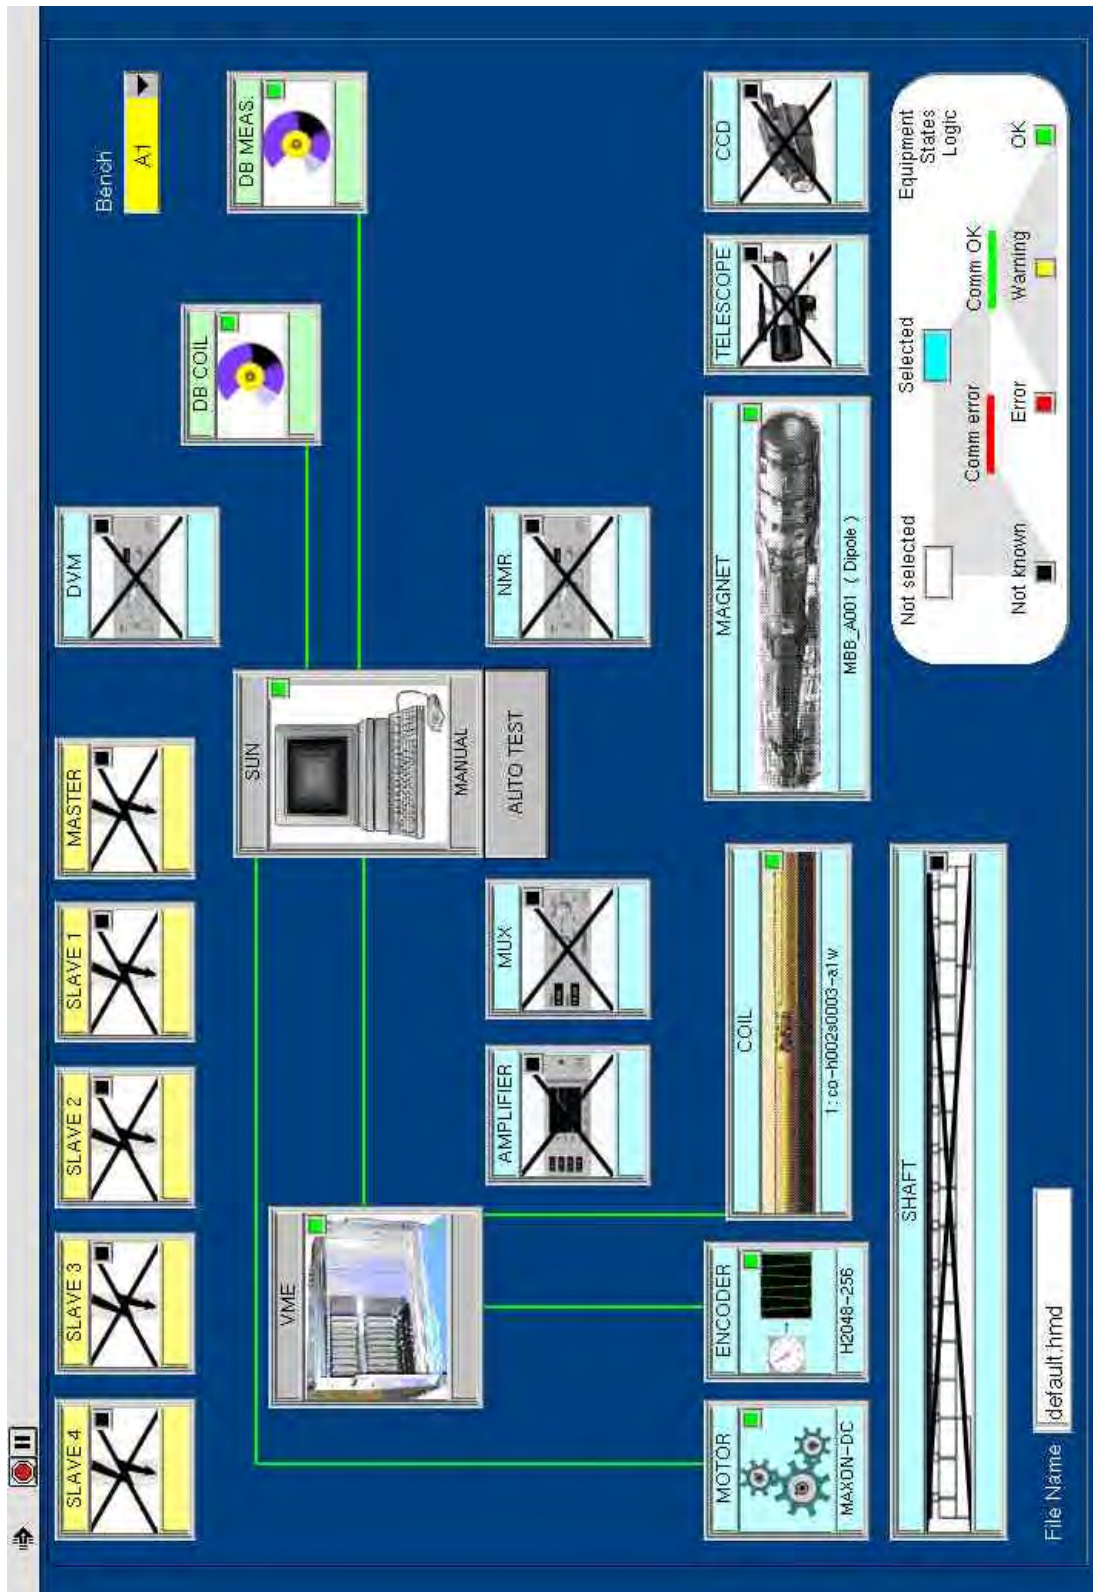 Bench
A1
SLAVE 4
SLAVE 3
SLAVE 2
SLAVE 1
MASTER
DVM
DB COIL
DB MEAS.
VME
SUN
MANUAL
AUTO TEST
AMPLIFIER
MUX
NMR
MOTOR
MAXON-DC
ENCODER
H2048-256
COIL
1: co-h002s0003-a1w
MAGNET
MBB_A001 ( Dipole )
TELESCOPE
CCD
SHAFT
File Name
default.hmd
Equipment
States
Logic
Not selected
Selected
Comm error
Comm OK
Not known
Error
Warning
OK